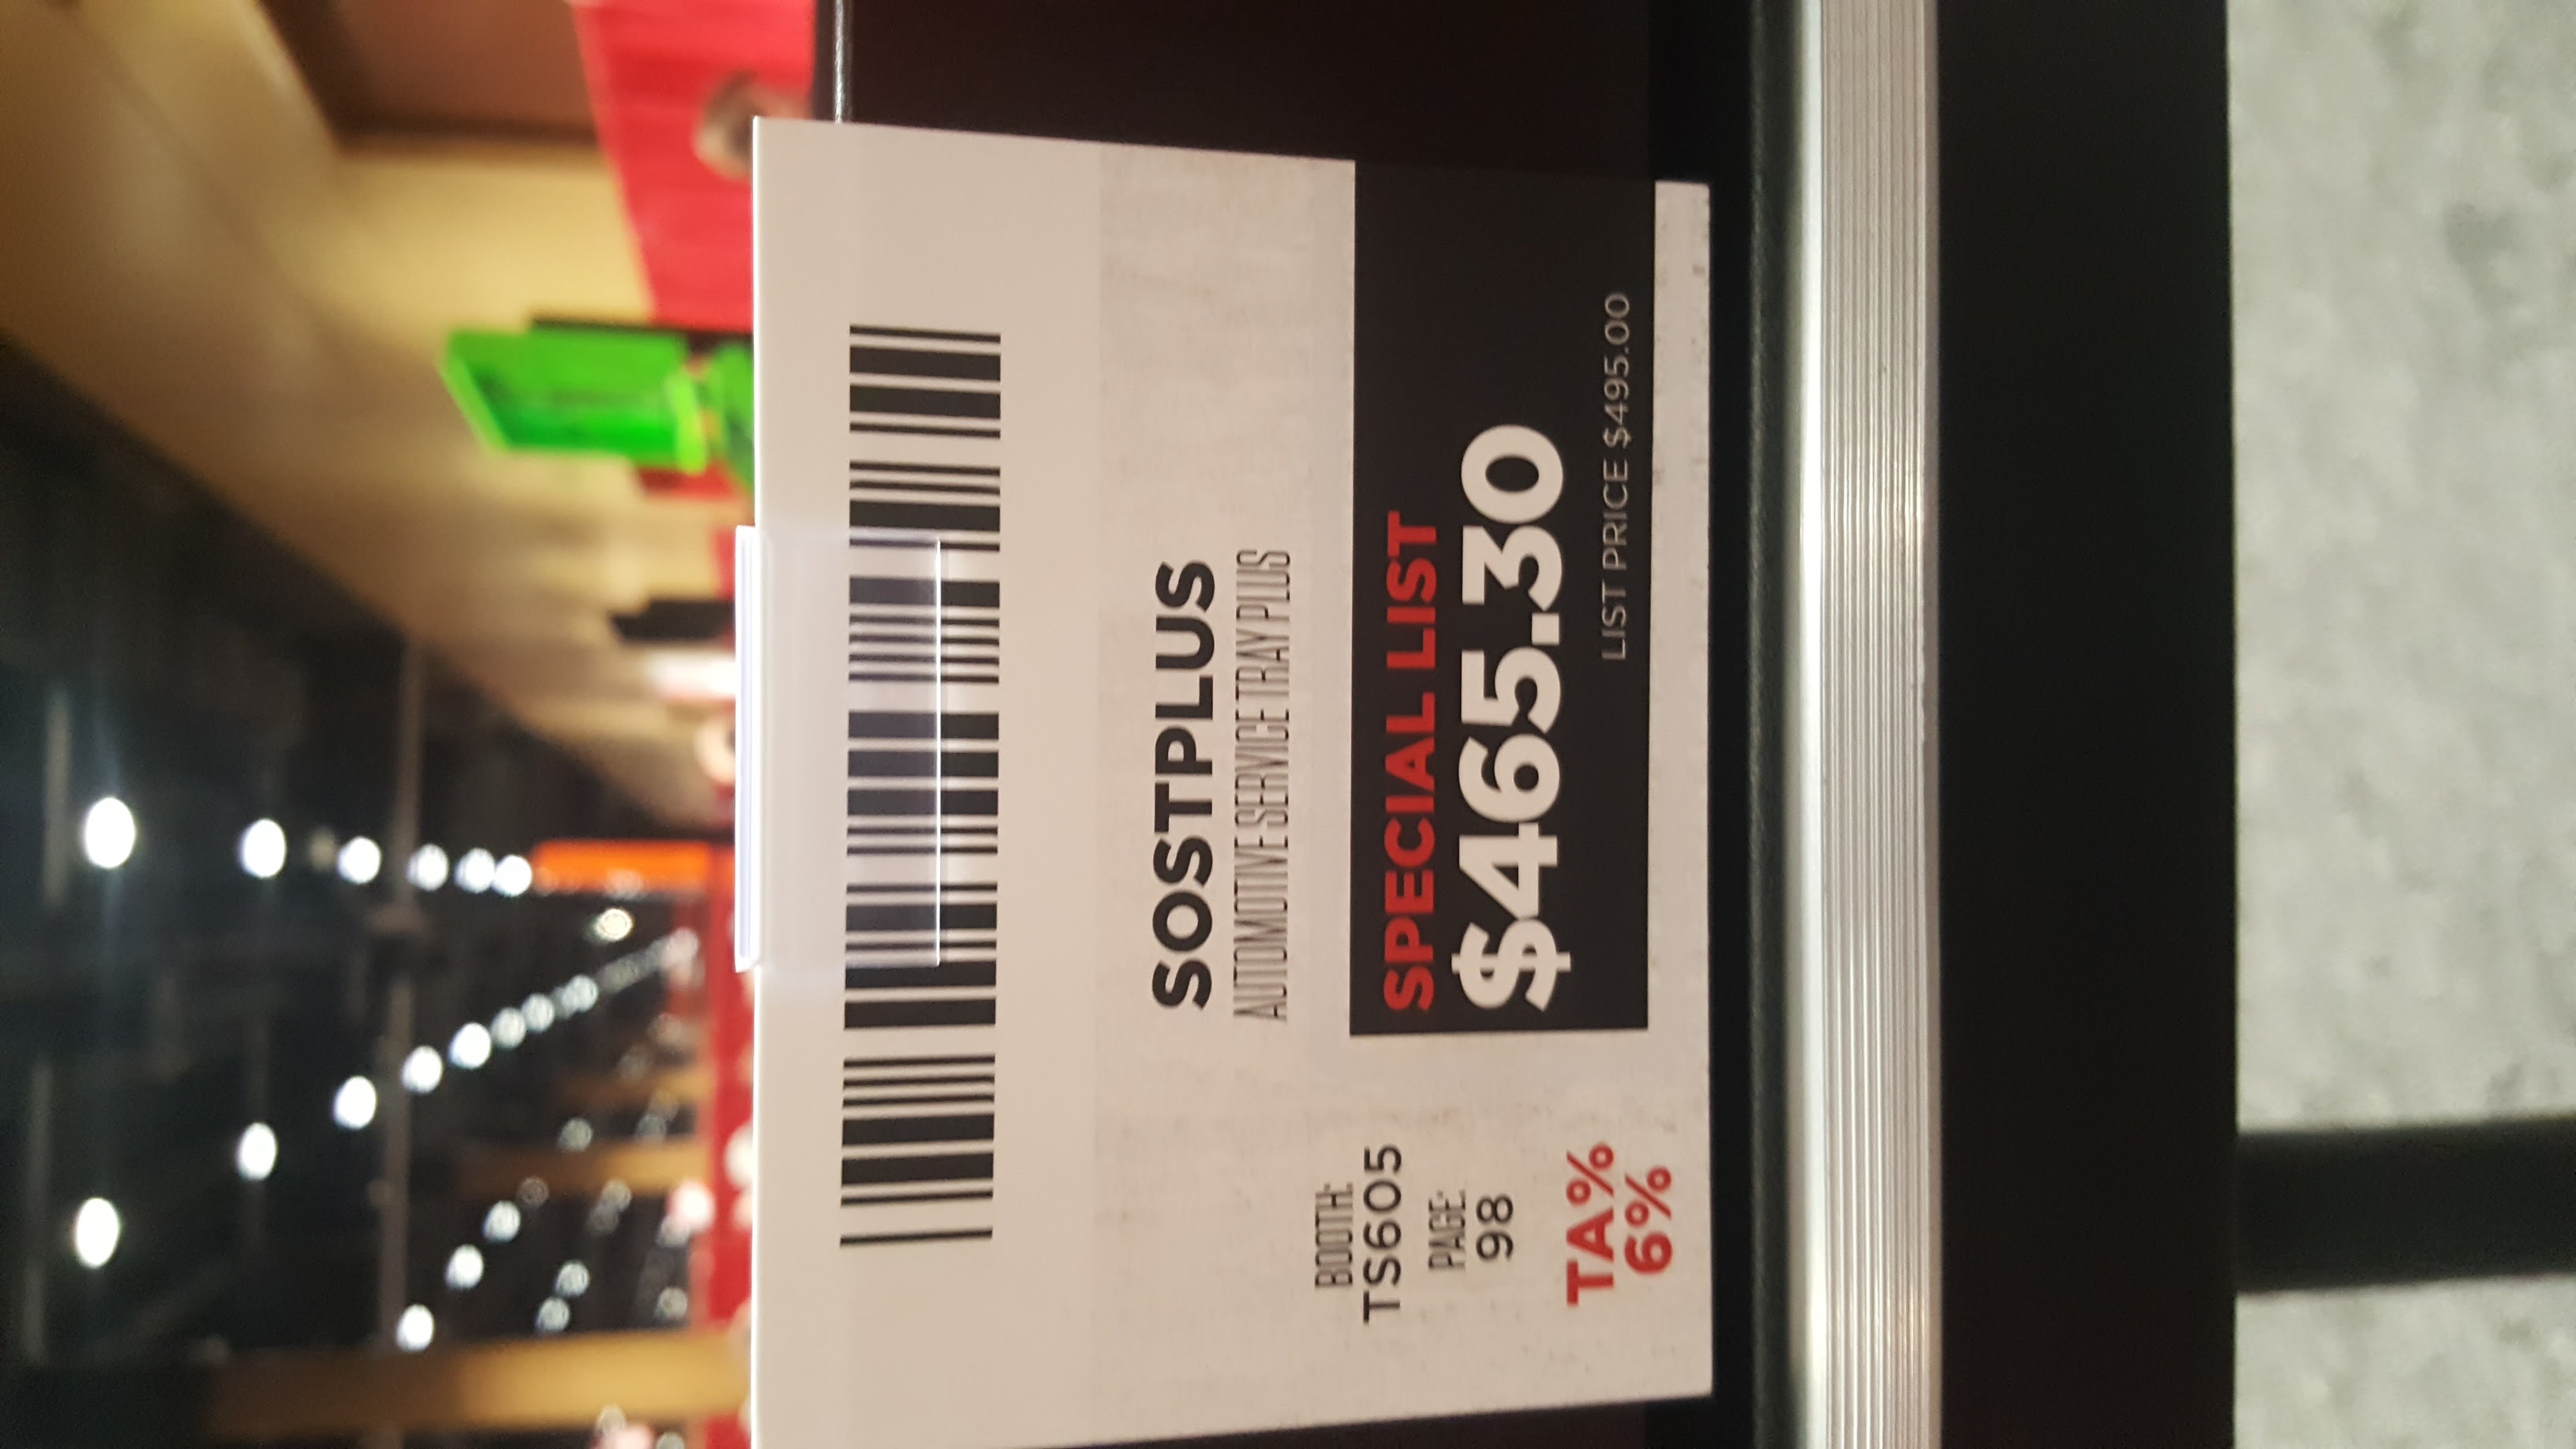 SOSTPLUS
AUTOMOTIVE SERVICE TRAY PLUS
BOOTH:
TS605
PAGE:
98
TA%
6%
SPECIAL LIST
$465.30
LIST PRICE $495.00